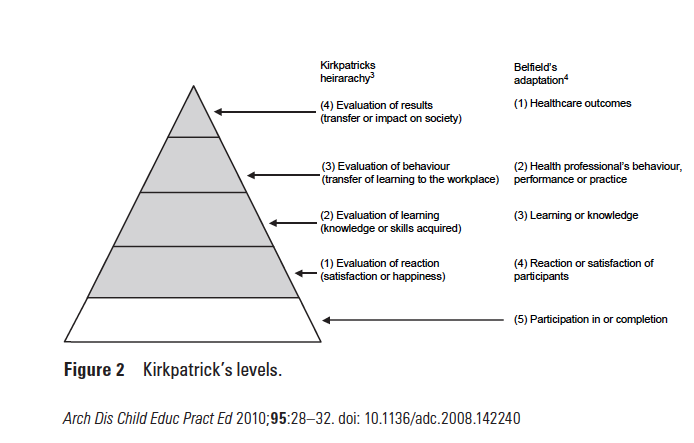 Kirkpatricks
heirarachy3
Belfield's
adaptation4
(4) Evaluation of results
(transfer or impact on society)
(1) Healthcare outcomes
(3) Evaluation of behaviour
(transfer of learning to the workplace)
(2) Health professional's behaviour,
performance or practice
(2) Evaluation of learning
(knowledge or skills acquired)
(3) Learning or knowledge
(1) Evaluation of reaction
(satisfaction or happiness)
(4) Reaction or satisfaction of
participants
(5) Participation in or completion
Figure 2 Kirkpatrick's levels.
Arch Dis Child Educ Pract Ed 2010;95:28–32. doi: 10.1136/adc.2008.142240